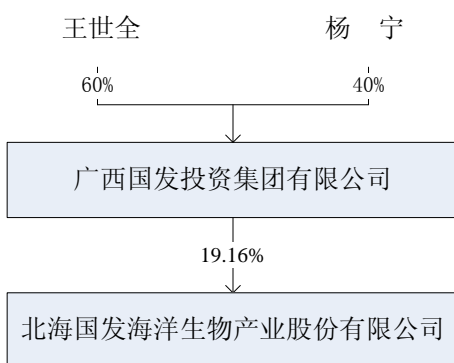 王世全 杨 宁
60% 40%
广西国发投资集团有限公司
19.16%
北海国发海洋生物产业股份有限公司